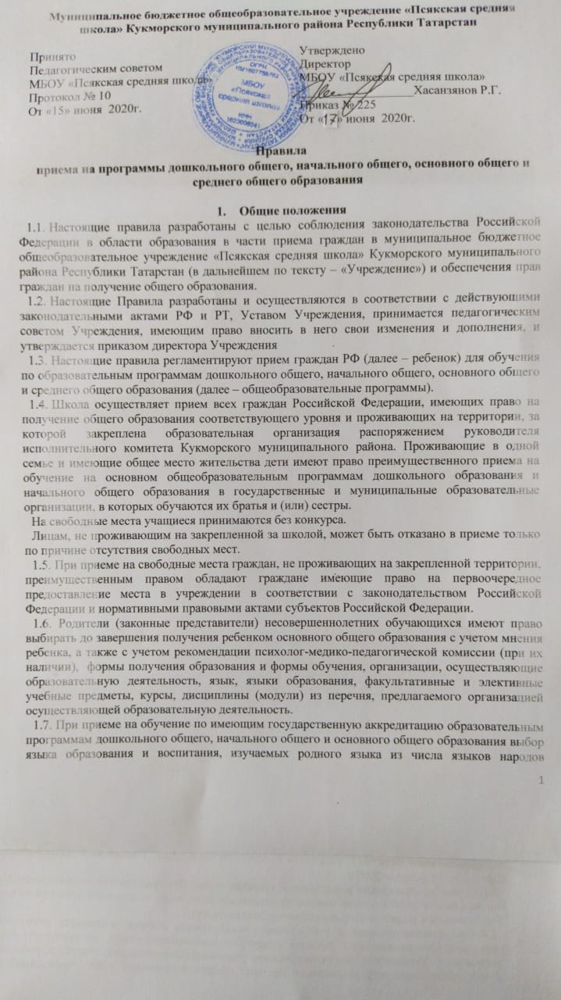 Муниципальное бюджетное общеобразовательное учреждение «Псякская средняя
школа» Кукморского муниципального района Республики Татарстан
Принято
Педагогическим советом
МБОУ «Псякская средняя школа»
Протокол № 10
От «15» июня 2020г.
МБОУ
«Псякская
средняя школа»
ОГРН
ИНН
Утверждено
Директор
МБОУ «Псякская средняя школа»
Хасанзянов Р.Г.
Приказ № 225
От «17» июня 2020г.
Правила
приема на программы дошкольного общего, начального общего, основного общего и
среднего общего образования
1. Общие положения
1.1. Настоящие правила разработаны с целью соблюдения законодательства Российской
Федерации в области образования в части приема граждан в муниципальное бюджетное
общеобразовательное учреждение «Псякская средняя школа» Кукморского муниципального
района Республики Татарстан (в дальнейшем по тексту – «Учреждение») и обеспечения прав
граждан на получение общего образования.
1.2. Настоящие Правила разработаны и осуществляются в соответствии с действующими
законодательными актами РФ и РТ, Уставом Учреждения, принимается педагогическим
советом Учреждения, имеющим право вносить в него свои изменения и дополнения, и
утверждается приказом директора Учреждения
1.3. Настоящие правила регламентируют прием граждан РФ (далее – ребенок) для обучения
по образовательным программам дошкольного общего, начального общего, основного общего
и среднего общего образования (далее – общеобразовательные программы).
1.4. Школа осуществляет прием всех граждан Российской Федерации, имеющих право на
получение общего образования соответствующего уровня и проживающих на территории, за
которой закреплена образовательная организация распоряжением руководителя
исполнительного комитета Кукморского муниципального района. Проживающие в одной
семье и имеющие общее место жительства дети имеют право преимущественного приема на
обучение на основном общеобразовательным программам дошкольного образования и
начального общего образования в государственные и муниципальные образовательные
организации, в которых обучаются их братья и (или) сестры.
На свободные места учащиеся принимаются без конкурса.
Лицам, не проживающим на закрепленной за школой, может быть отказано в приеме только
по причине отсутствия свободных мест.
1.5. При приеме на свободные места граждан, не проживающих на закрепленной территории,
преимущественным правом обладают граждане имеющие право на первоочередное
предоставление места в учреждении в соответствии с законодательством Российской
Федерации и нормативными правовыми актами субъектов Российской Федерации.
1.6. Родители (законные представители) несовершеннолетних обучающихся имеют право
выбирать до завершения получения ребенком основного общего образования с учетом мнения
ребенка, а также с учетом рекомендации психолог-медико-педагогической комиссии (при их
наличии), формы получения образования и формы обучения, организации, осуществляющие
образовательную деятельность, язык, языки образования, факультативные и элективные
учебные предметы, курсы, дисциплины (модули) из перечня, предлагаемого организацией
осуществляющей образовательную деятельность.
1.7. При приеме на обучение по имеющим государственную аккредитацию образовательным
программам дошкольного общего, начального общего и основного общего образования выбор
языка образования и воспитания, изучаемых родного языка из числа языков народов
1